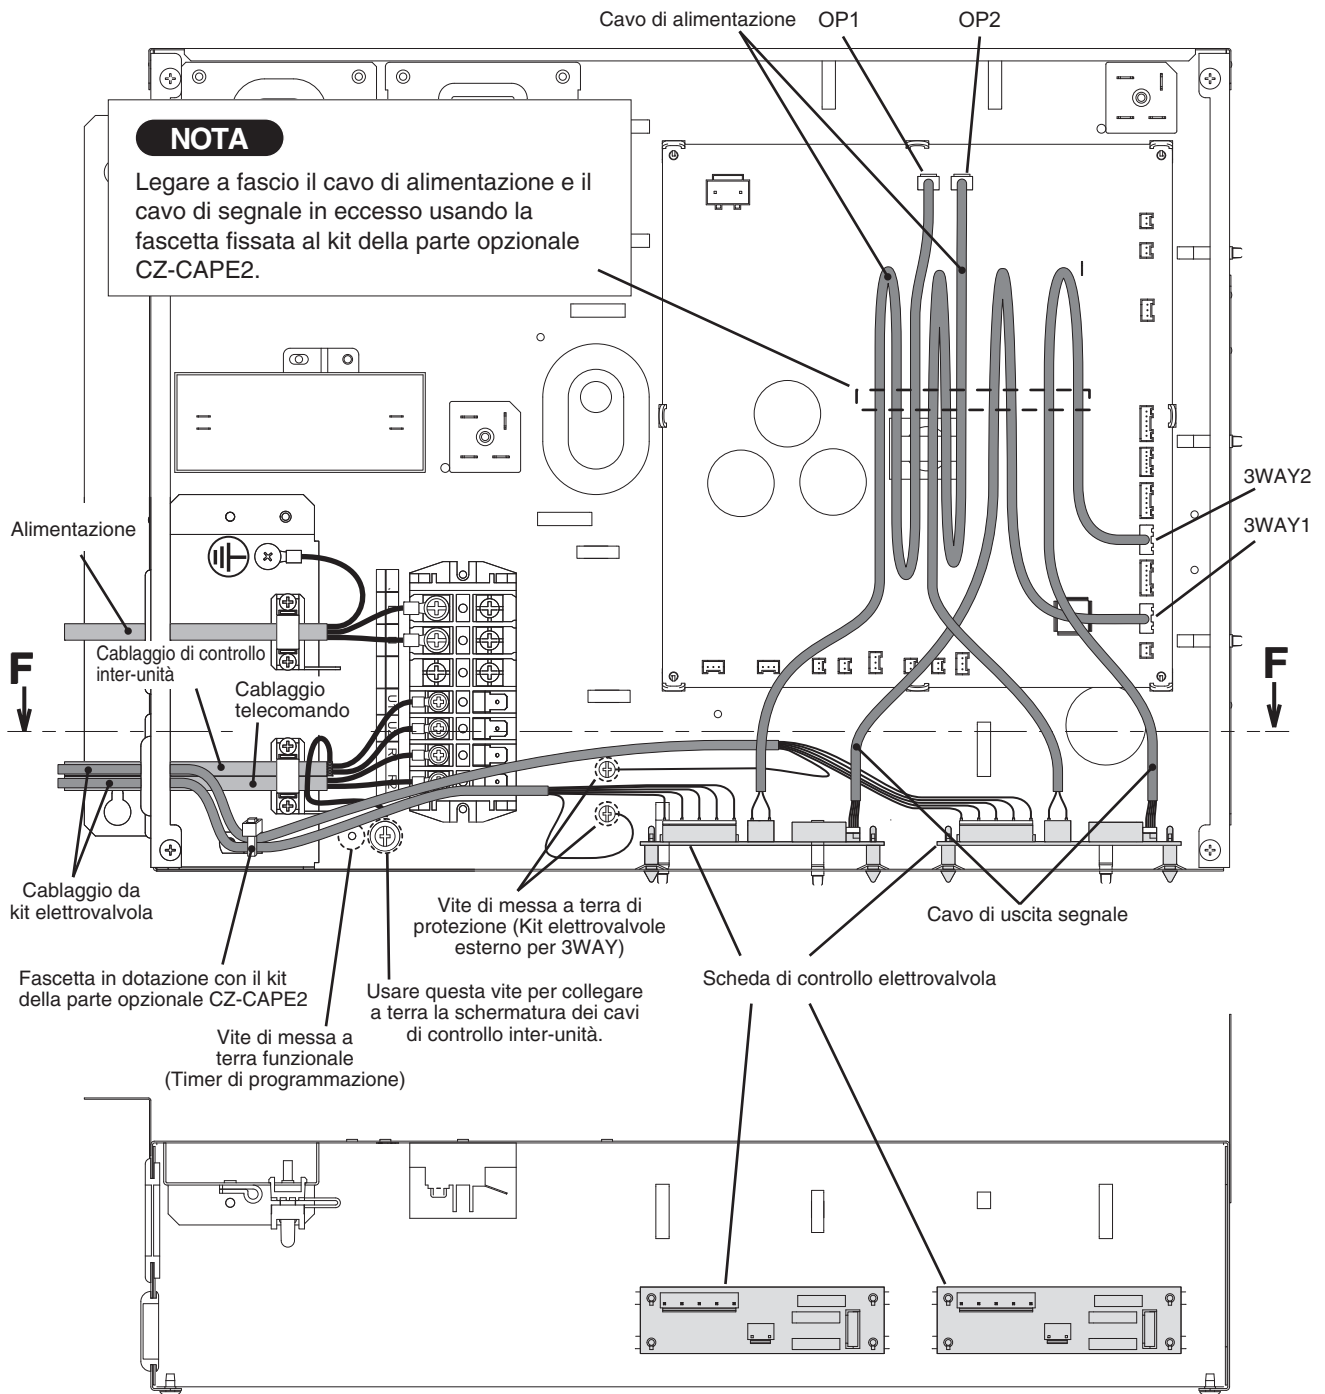 Cavo di alimentazione
OP1
OP2
NOTA
Legare a fascio il cavo di alimentazione e il
cavo di segnale in eccesso usando la
fascetta fissata al kit della parte opzionale
CZ-CAPE2.
3WAY2
3WAY1
Alimentazione
Cablaggio di controllo
inter-unità
Cablaggio
telecomando
F
F
Cablaggio da
kit elettrovalvola
Vite di messa a terra di
protezione (Kit elettrovalvole
esterno per 3WAY)
Cavo di uscita segnale
Fascetta in dotazione con il kit
della parte opzionale CZ-CAPE2
Usare questa vite per collegare
a terra la schermatura dei cavi
di controllo inter-unità.
Scheda di controllo elettrovalvola
Vite di messa a
terra funzionale
(Timer di programmazione)